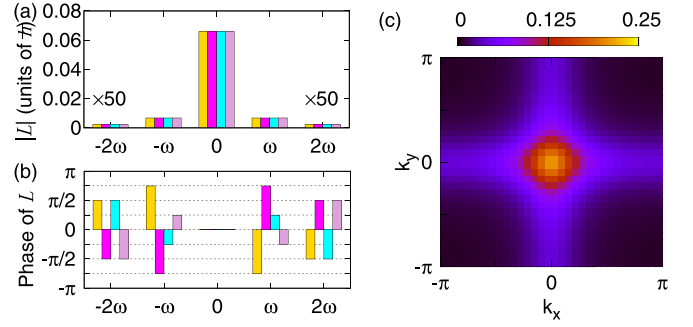 (a)
|L| (units of ℏ)
0.08
0.06
0.04
0.02
0
×50
×50
-2ω
-ω
0
ω
2ω
(b)
Phase of L
π
π/2
0
-π/2
-π
-2ω
-ω
0
ω
2ω
(c)
0
0.125
0.25
π
k_y
0
-π
-π
0
π
k_x